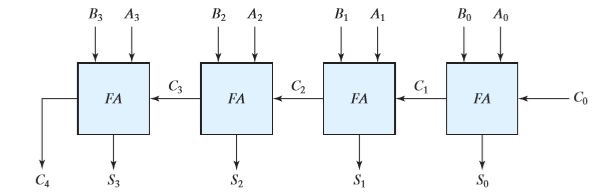 B₃ A₃ B₂ A₂ B₁ A₁ B₀ A₀
C₃ C₂ C₁
FA FA FA FA C₀
C₄ S₃ S₂ S₁ S₀